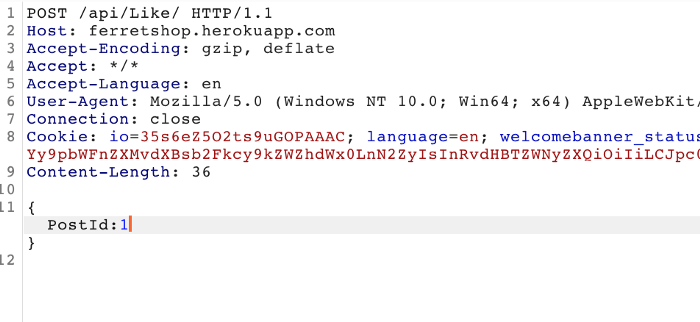 1 POST /api/Like/ HTTP/1.1
2 Host: ferretshop.herokuapp.com
3 Accept-Encoding: gzip, deflate
4 Accept: */*
5 Accept-Language: en
6 User-Agent: Mozilla/5.0 (Windows NT 10.0; Win64; x64) AppleWebKit/
7 Connection: close
8 Cookie: io=35s6eZ5O2ts9uGOPAAAC; language=en; welcomebanner_status
Yy9pbWFnZXMvdXBsb2Fkcy9kZWZhdWx0LnN2ZyIsInRvdHBTZWNyZXQiOiIiLCJpc
9 Content-Length: 36
10
11 {
PostId:1
}
12